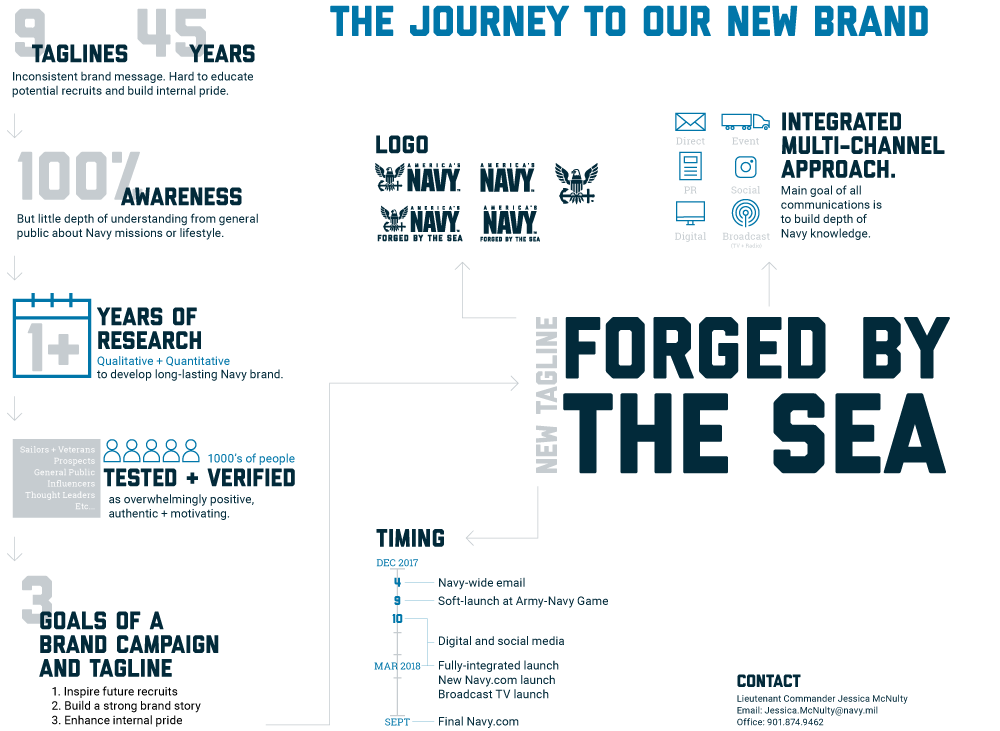 THE JOURNEY TO OUR NEW BRAND
9
TAGLINES
45
YEARS
Inconsistent brand message. Hard to educate
potential recruits and build internal pride.
100%
AWARENESS
But little depth of understanding from general
public about Navy missions or lifestyle.
1+
YEARS OF
RESEARCH
Qualitative + Quantitative
to develop long-lasting Navy brand.
Sailors + Veterans
Prospects
General Public
Influencers
Thought Leaders
Etc...
1000's of people
TESTED + VERIFIED
as overwhelmingly positive,
authentic + motivating.
3
GOALS OF A
BRAND CAMPAIGN
AND TAGLINE
1. Inspire future recruits
2. Build a strong brand story
3. Enhance internal pride
LOGO
AMERICA'S
NAVY
AMERICA'S
NAVY
AMERICA'S
NAVY
FORGED BY THE SEA
AMERICA'S
NAVY
FORGED BY THE SEA
Direct
Event
PR
Social
Digital
Broadcast
(TV + Radio)
INTEGRATED
MULTI-CHANNEL
APPROACH.
Main goal of all
communications is
to build depth of
Navy knowledge.
NEW TAGLINE
FORGED BY
THE SEA
TIMING
DEC 2017
4 Navy-wide email
9 Soft-launch at Army-Navy Game
10
Digital and social media
MAR 2018 Fully-integrated launch
New Navy.com launch
Broadcast TV launch
SEPT Final Navy.com
CONTACT
Lieutenant Commander Jessica McNulty
Email: Jessica.McNulty@navy.mil
Office: 901.874.9462